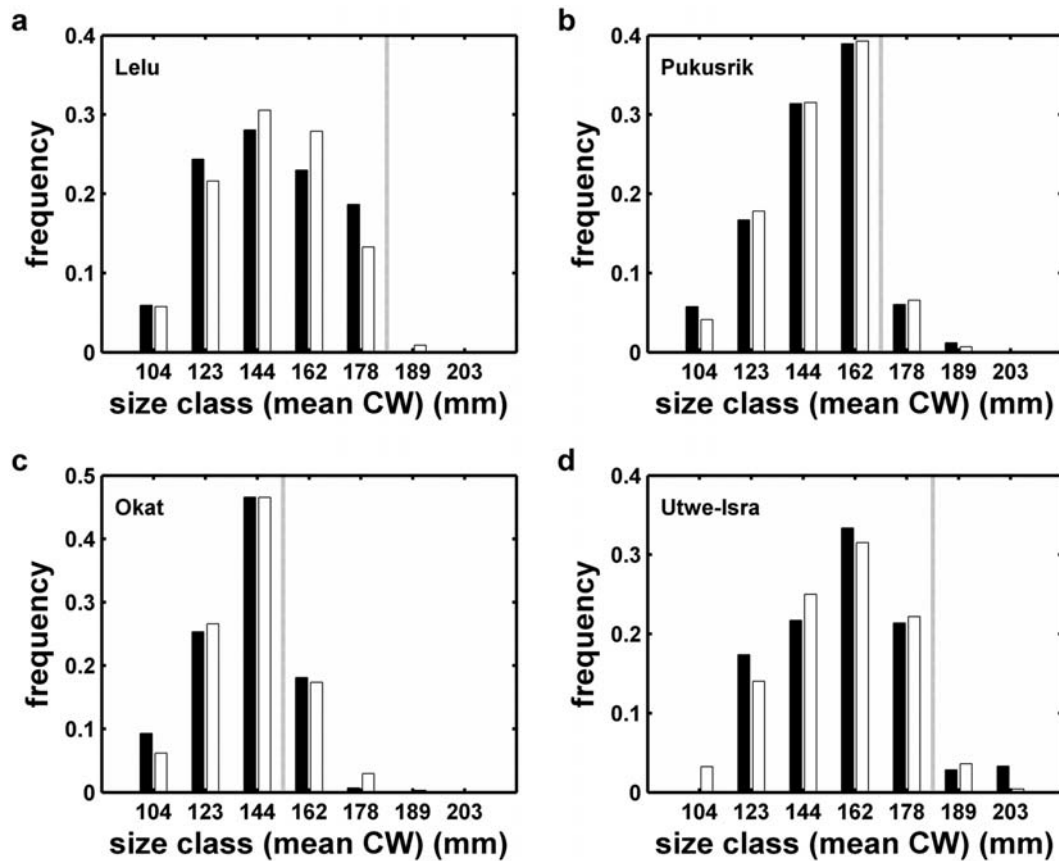 a
0.4
Lelu
0.3
0.2
0.1
0
frequency
104 123 144 162 178 189 203
size class (mean CW) (mm)
b
0.4
Pukusrik
0.3
0.2
0.1
0
frequency
104 123 144 162 178 189 203
size class (mean CW) (mm)
c
0.5
Okat
0.4
0.3
0.2
0.1
0
frequency
104 123 144 162 178 189 203
size class (mean CW) (mm)
d
0.4
Utwe-Isra
0.3
0.2
0.1
0
frequency
104 123 144 162 178 189 203
size class (mean CW) (mm)